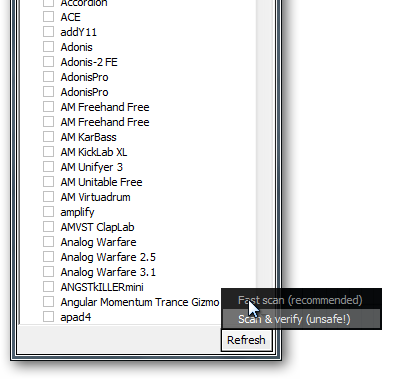 Accordion
ACE
addY11
Adonis
Adonis-2 FE
AdonisPro
AdonisPro
AM Freehand Free
AM Freehand Free
AM KarBass
AM KickLab XL
AM Unifyer 3
AM Unitable Free
AM Virtuadrum
amplify
AMVST ClapLab
Analog Warfare
Analog Warfare 2.5
Analog Warfare 3.1
ANGSTkILLERmini
Angular Momentum Trance Gizmo
apad4
Fast scan (recommended)
Scan & verify (unsafe!)
Refresh